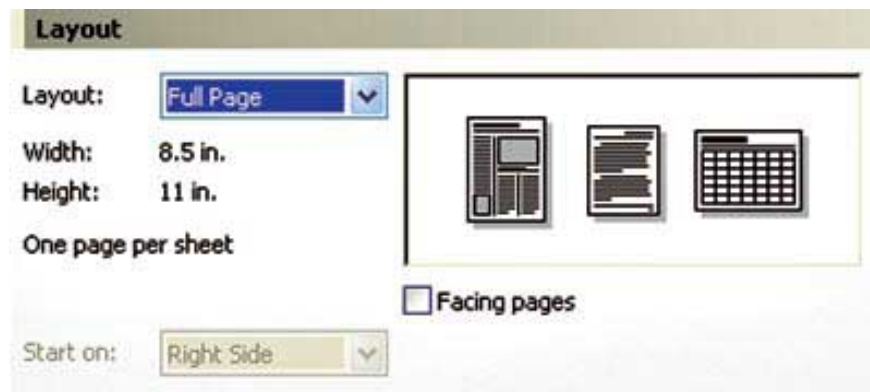 Layout
Layout: Full Page
Width: 8.5 in.
Height: 11 in.
One page per sheet
Facing pages
Start on: Right Side